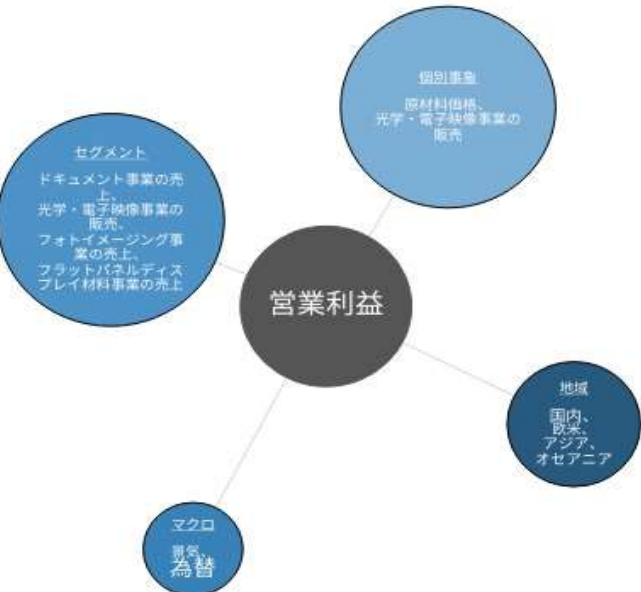 個別事象
原材料価格、
光学・電子映像事業の
販売
セグメント
ドキュメント事業の売
上、
光学・電子映像事業の
販売、
フォトイメージング事
業の売上、
フラットパネルディス
プレイ材料事業の売上
営業利益
地域
国内、
欧米、
アジア、
オセアニア
マクロ
景気、
為替